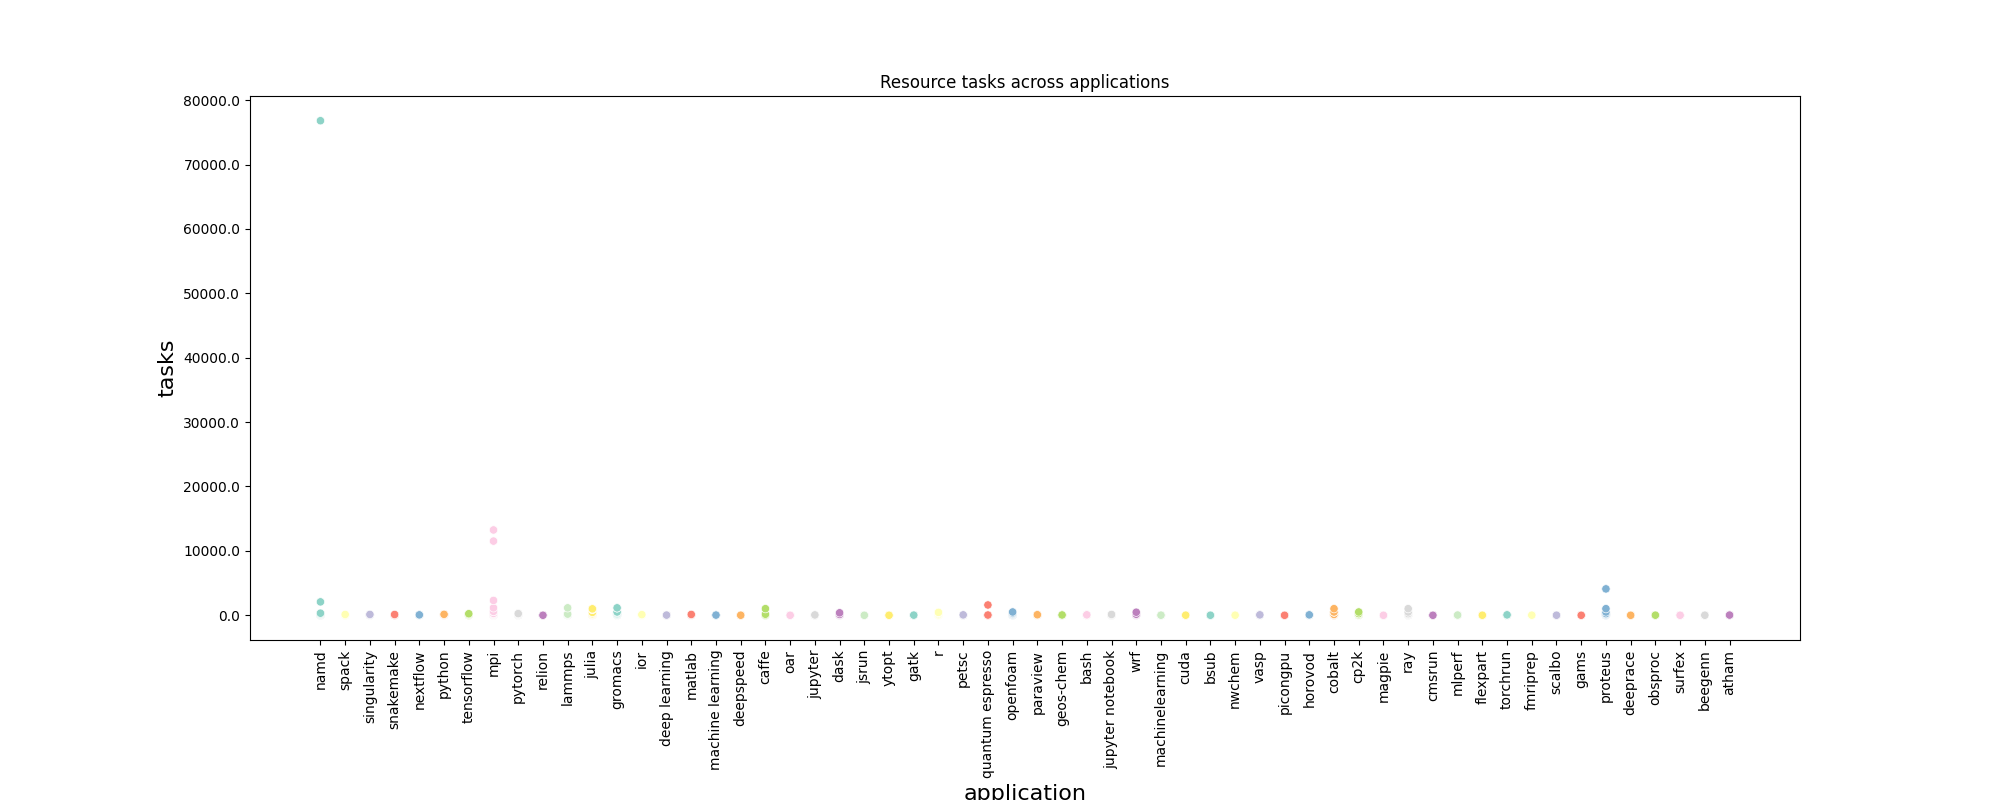 Resource tasks across applications
80000.0
70000.0
60000.0
50000.0
40000.0
30000.0
20000.0
10000.0
0.0
tasks
namd
spack
singularity
snakemake
nextflow
python
tensorflow
mpi
pytorch
relion
lammps
julia
gromacs
ior
deep learning
matlab
machine learning
deepspeed
caffe
oar
jupyter
dask
jsrun
ytopt
gatk
r
petsc
quantum espresso
openfoam
paraview
geos-chem
bash
jupyter notebook
wrf
machinelearning
cuda
bsub
nwchem
vasp
picongpu
horovod
cobalt
cp2k
magpie
ray
cmsrun
mlperf
flexpart
torchrun
fmriprep
scalbo
gams
proteus
deeprace
obsproc
surfex
beegenn
atham
application